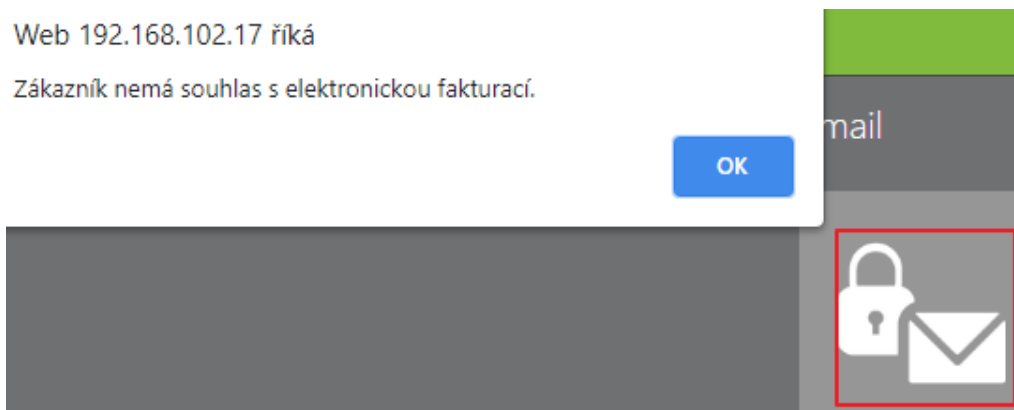 Web 192.168.102.17 říká
Zákazník nemá souhlas s elektronickou fakturací.
mail
OK